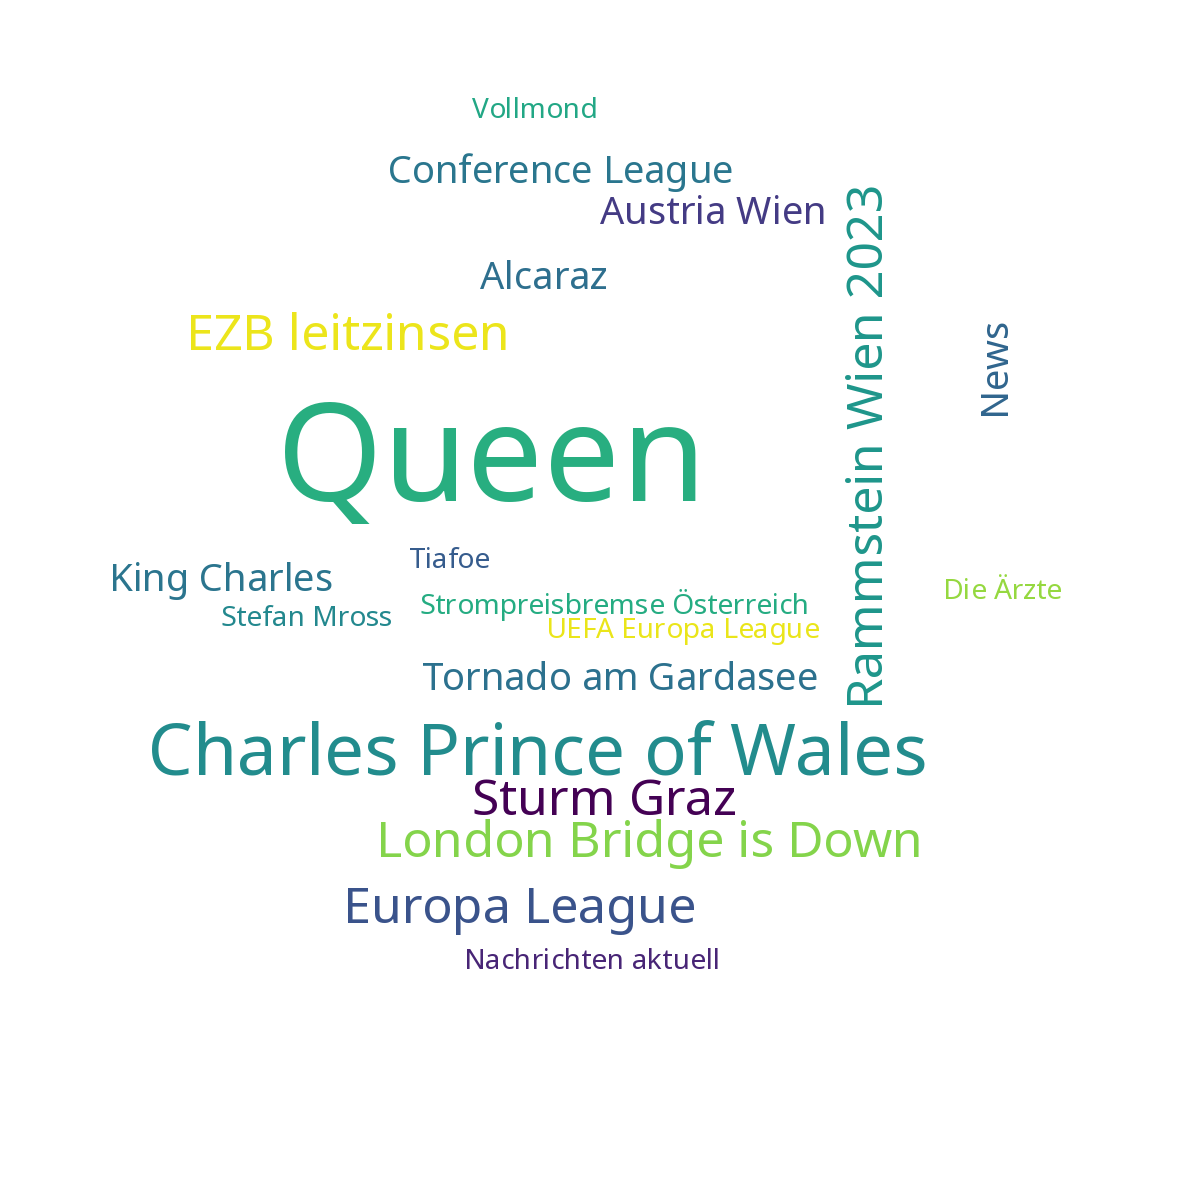 Vollmond
Conference League
Austria Wien
Rammstein Wien 2023
Alcaraz
EZB leitzinsen
News
Queen
Tiafoe
King Charles
Die Ärzte
Strompreisbremse Österreich
Stefan Mross
UEFA Europa League
Tornado am Gardasee
Charles Prince of Wales
Sturm Graz
London Bridge is Down
Europa League
Nachrichten aktuell